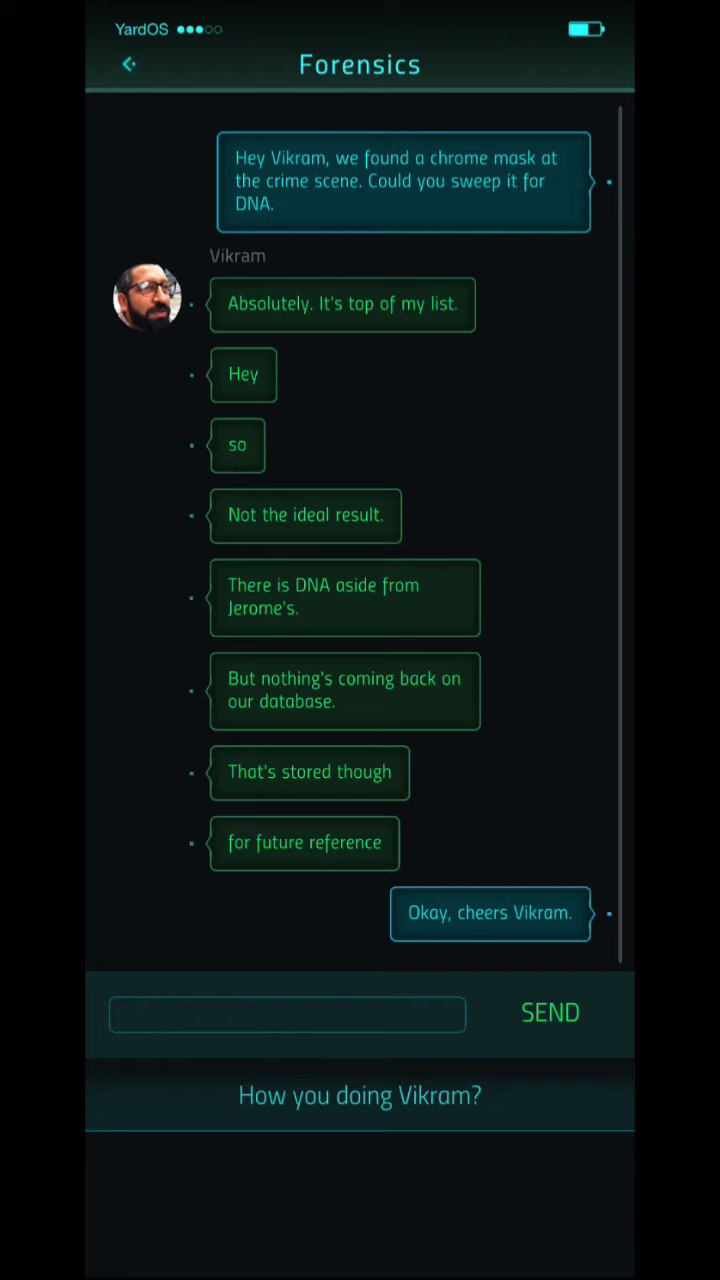 YardOS
Forensics
Hey Vikram, we found a chrome mask at
the crime scene. Could you sweep it for
DNA.
Vikram
Absolutely. It's top of my list.
Hey
so
Not the ideal result.
There is DNA aside from
Jerome's.
But nothing's coming back on
our database.
That's stored though
for future reference
Okay, cheers Vikram.
SEND
How you doing Vikram?